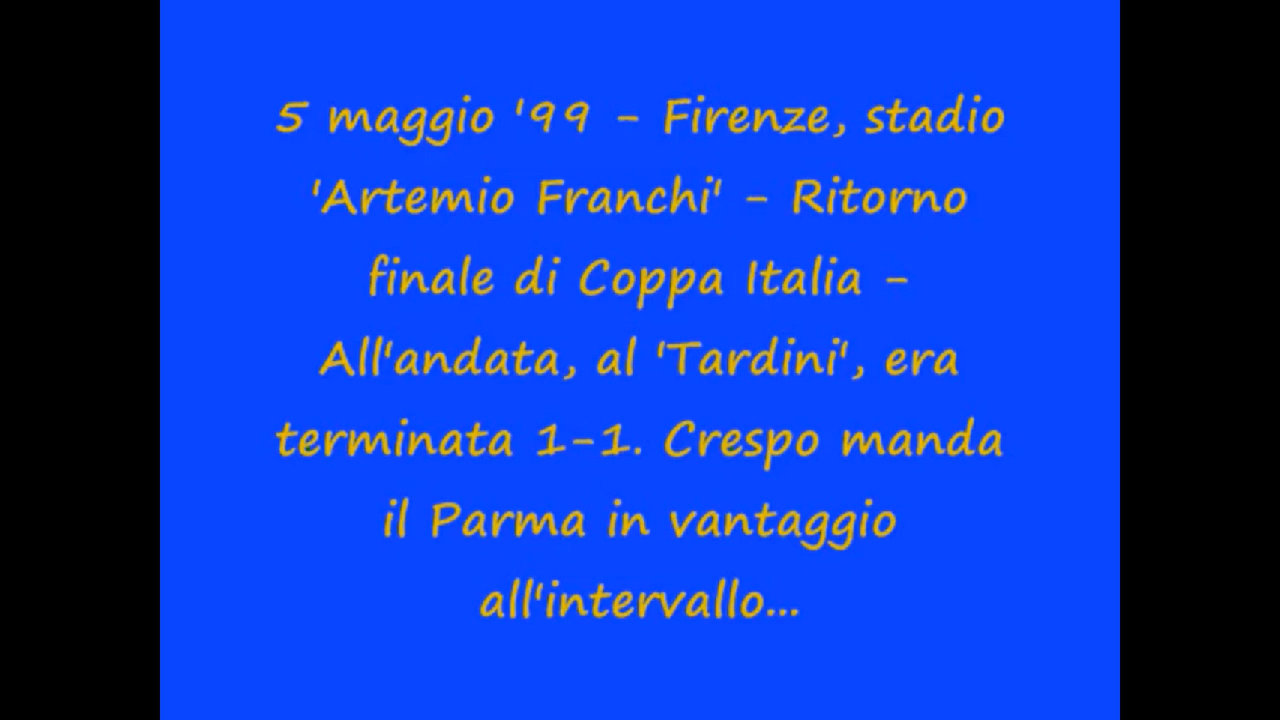 5 maggio '99 - Firenze, stadio
'Artemio Franchi' - Ritorno
finale di Coppa Italia -
All'andata, al 'Tardini', era
terminata 1-1. Crespo manda
il Parma in vantaggio
all'intervallo...